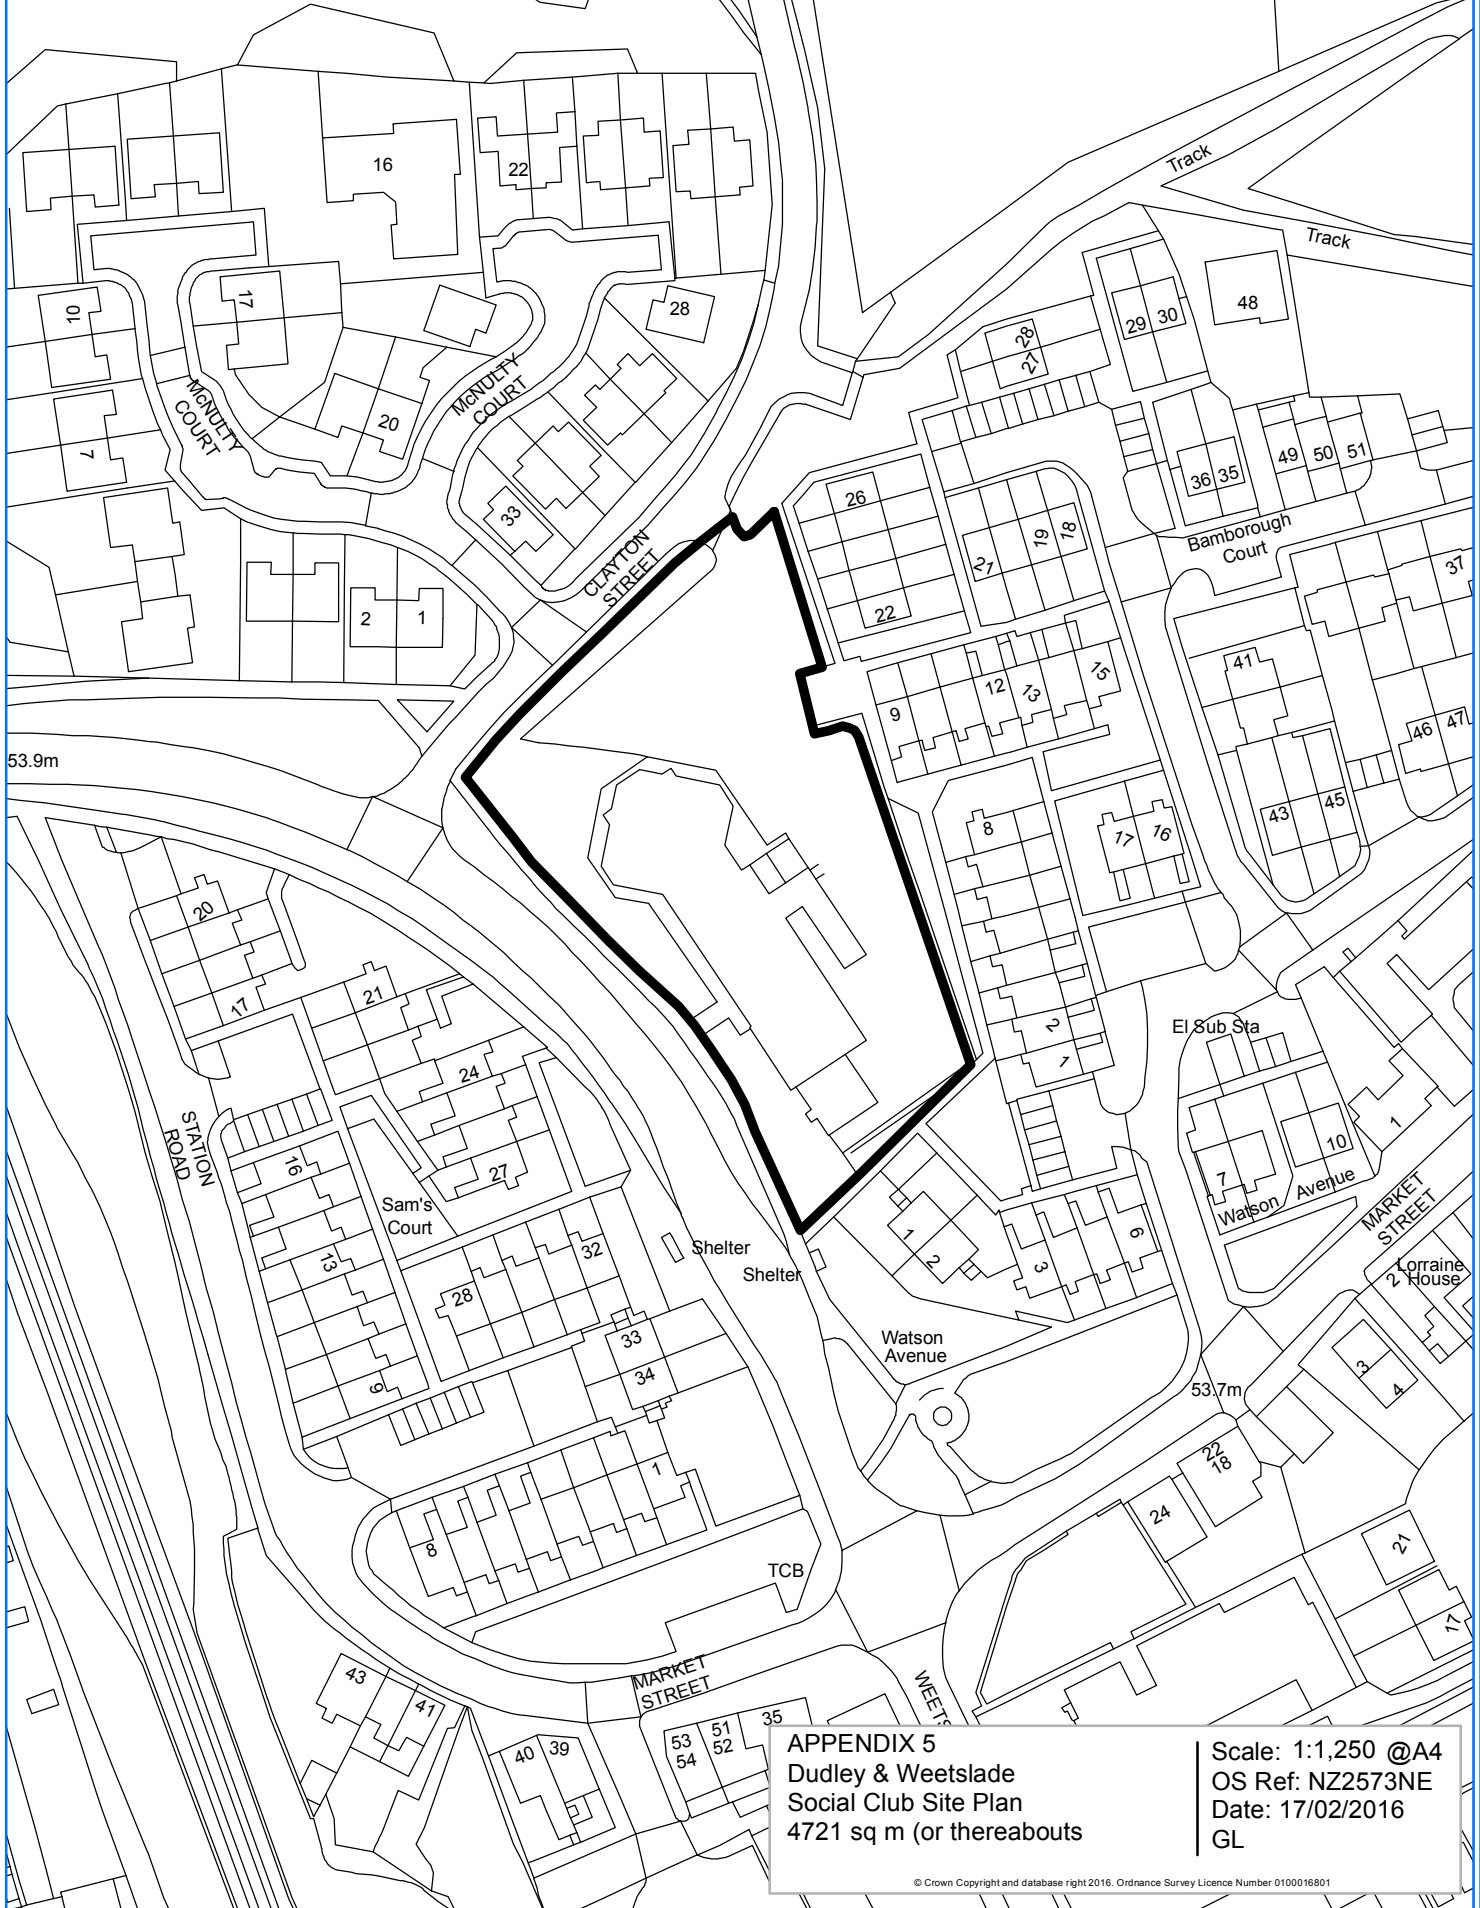 16
22
Track
Track
10
17
28
48
29
30
28
27
McNULTY
COURT
McNULTY
COURT
20
7
33
26
36
35
49
50
51
19
18
21
Bamborough
Court
37
CLAYTON
STREET
22
2
1
41
15
12
13
9
46
47
53.9m
8
17
16
43
45
20
17
21
2
1
El Sub Sta
24
STATION
ROAD
16
27
7
10
1
Watson Avenue
MARKET
STREET
Sam's
Court
13
32
Shelter
Shelter
1
2
3
6
Lorraine
House
2
28
33
34
Watson
Avenue
9
53.7m
3
4
1
8
22
18
24
21
17
TCB
MARKET
STREET
WEETS
43
41
40
39
53
54
51
52
35
APPENDIX 5
Dudley & Weetslade
Social Club Site Plan
4721 sq m (or thereabouts
Scale: 1:1,250 @A4
OS Ref: NZ2573NE
Date: 17/02/2016
GL
© Crown Copyright and database right 2016. Ordnance Survey Licence Number 0100016801